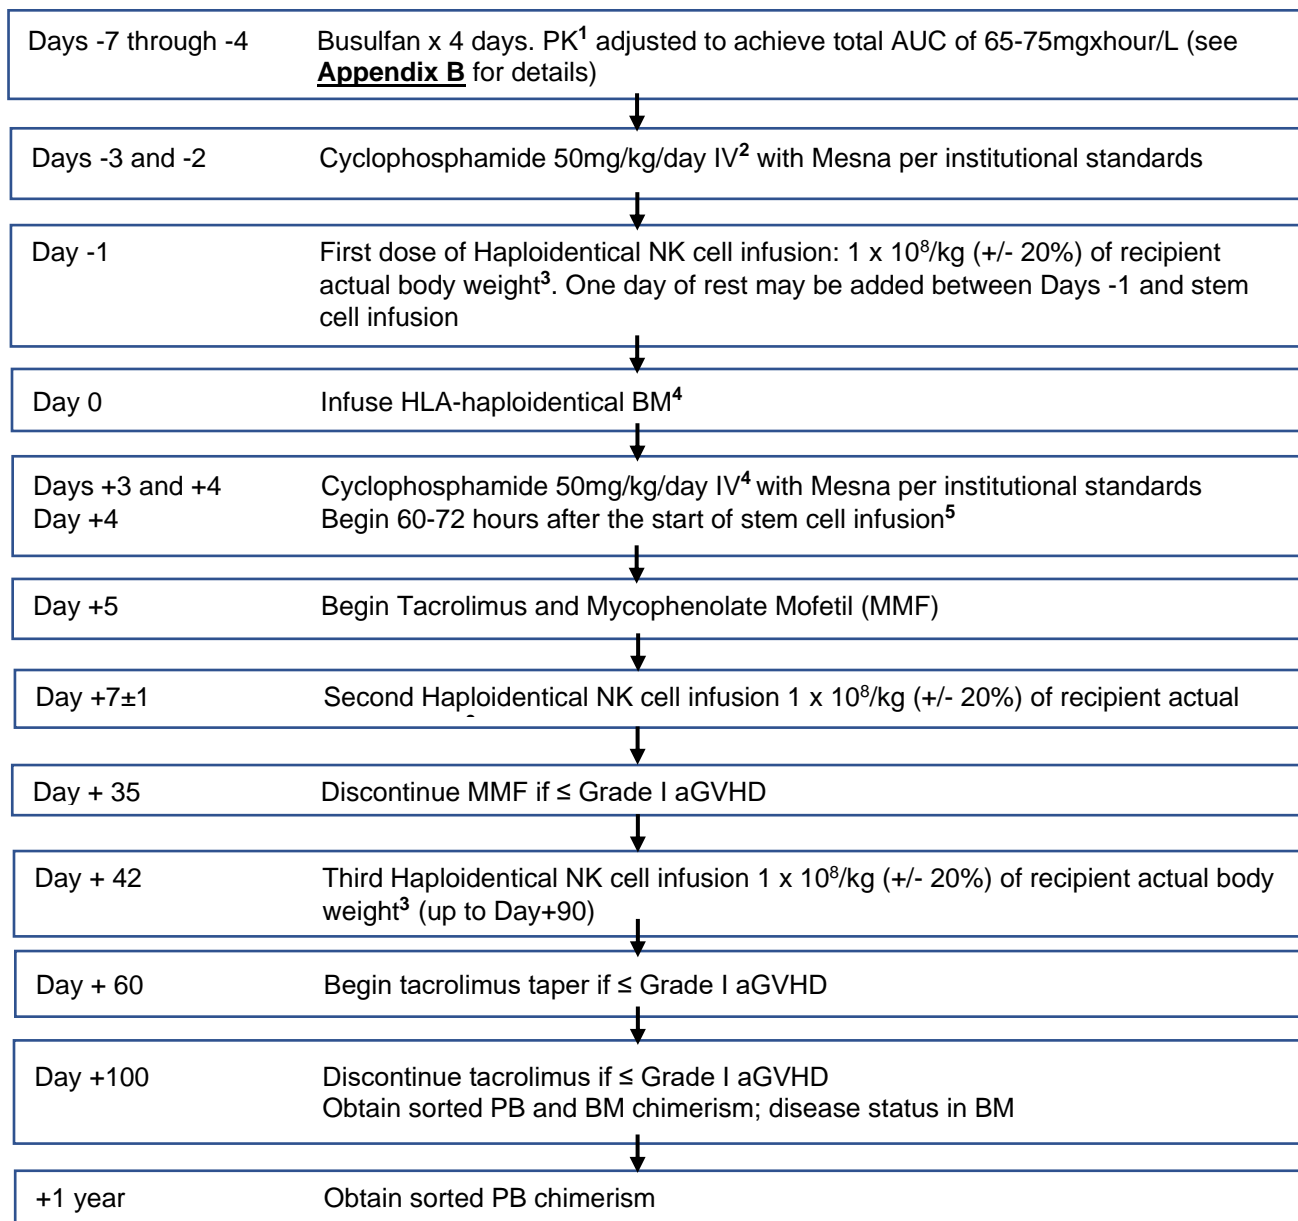 Days -7 through -4 Busulfan x 4 days. PK¹ adjusted to achieve total AUC of 65-75mgxhour/L (see
Appendix B for details)
Days -3 and -2 Cyclophosphamide 50mg/kg/day IV² with Mesna per institutional standards
Day -1 First dose of Haploidentical NK cell infusion: 1 x 10⁸/kg (+/- 20%) of recipient
actual body weight³. One day of rest may be added between Days -1 and stem
cell infusion
Day 0 Infuse HLA-haploidentical BM⁴
Days +3 and +4 Cyclophosphamide 50mg/kg/day IV⁴ with Mesna per institutional standards
Day +4 Begin 60-72 hours after the start of stem cell infusion⁵
Day +5 Begin Tacrolimus and Mycophenolate Mofetil (MMF)
Day +7±1 Second Haploidentical NK cell infusion 1 x 10⁸/kg (+/- 20%) of recipient actual
Day + 35 Discontinue MMF if ≤ Grade I aGVHD
Day + 42 Third Haploidentical NK cell infusion 1 x 10⁸/kg (+/- 20%) of recipient actual body
weight³ (up to Day+90)
Day + 60 Begin tacrolimus taper if ≤ Grade I aGVHD
Day +100 Discontinue tacrolimus if ≤ Grade I aGVHD
Obtain sorted PB and BM chimerism; disease status in BM
+1 year Obtain sorted PB chimerism